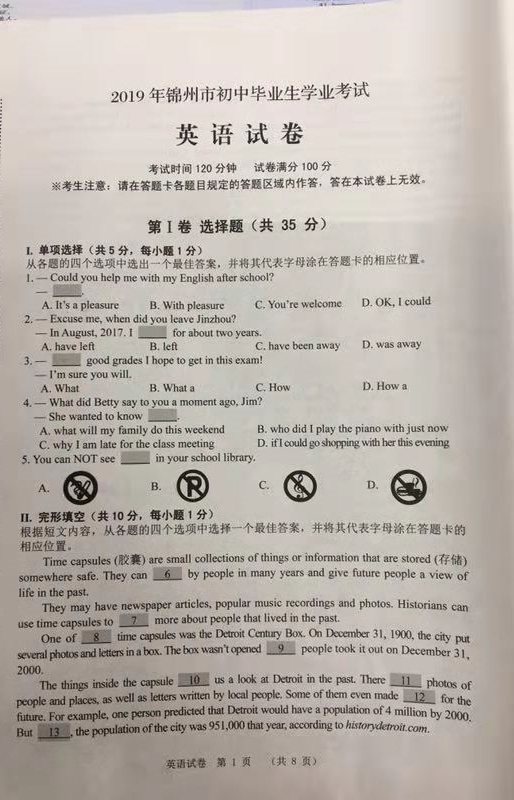 2019 年锦州市初中毕业生学业考试
英 语 试 卷
考试时间 120 分钟 试卷满分 100 分
※考生注意：请在答题卡各题目规定的答题区域内作答，答在本试卷上无效。
第 I 卷 选择题（共 35 分）
I. 单项选择（共 5 分，每小题 1 分）
从各题的四个选项中选出一个最佳答案，并将其代表字母涂在答题卡的相应位置。
1. — Could you help me with my English after school?
— ____.
A. It's a pleasure B. With pleasure C. You're welcome D. OK, I could
2. — Excuse me, when did you leave Jinzhou?
— In August, 2017. I ____ for about two years.
A. have left B. left C. have been away D. was away
3. — ____ good grades I hope to get in this exam!
— I'm sure you will.
A. What B. What a C. How D. How a
4. — What did Betty say to you a moment ago, Jim?
— She wanted to know ____.
A. what will my family do this weekend B. who did I play the piano with just now
C. why I am late for the class meeting D. if I could go shopping with her this evening
5. You can NOT see ____ in your school library.
A. B. R C. D.
II. 完形填空（共 10 分，每小题 1 分）
根据短文内容，从各题的四个选项中选择一个最佳答案，并将其代表字母涂在答题卡的
相应位置。
Time capsules (胶囊) are small collections of things or information that are stored (存储)
somewhere safe. They can 6 by people in many years and give future people a view of
life in the past.
They may have newspaper articles, popular music recordings and photos. Historians can
use time capsules to 7 more about people that lived in the past.
One of 8 time capsules was the Detroit Century Box. On December 31, 1900, the city put
several photos and letters in a box. The box wasn't opened 9 people took it out on December 31,
2000.
The things inside the capsule 10 us a look at Detroit in the past. There 11 photos of
people and places, as well as letters written by local people. Some of them even made 12 for the
future. For example, one person predicted that Detroit would have a population of 4 million by 2000.
But 13, the population of the city was 951,000 that year, according to historydetroit.com.
英语试卷 第 1 页 （共 8 页）